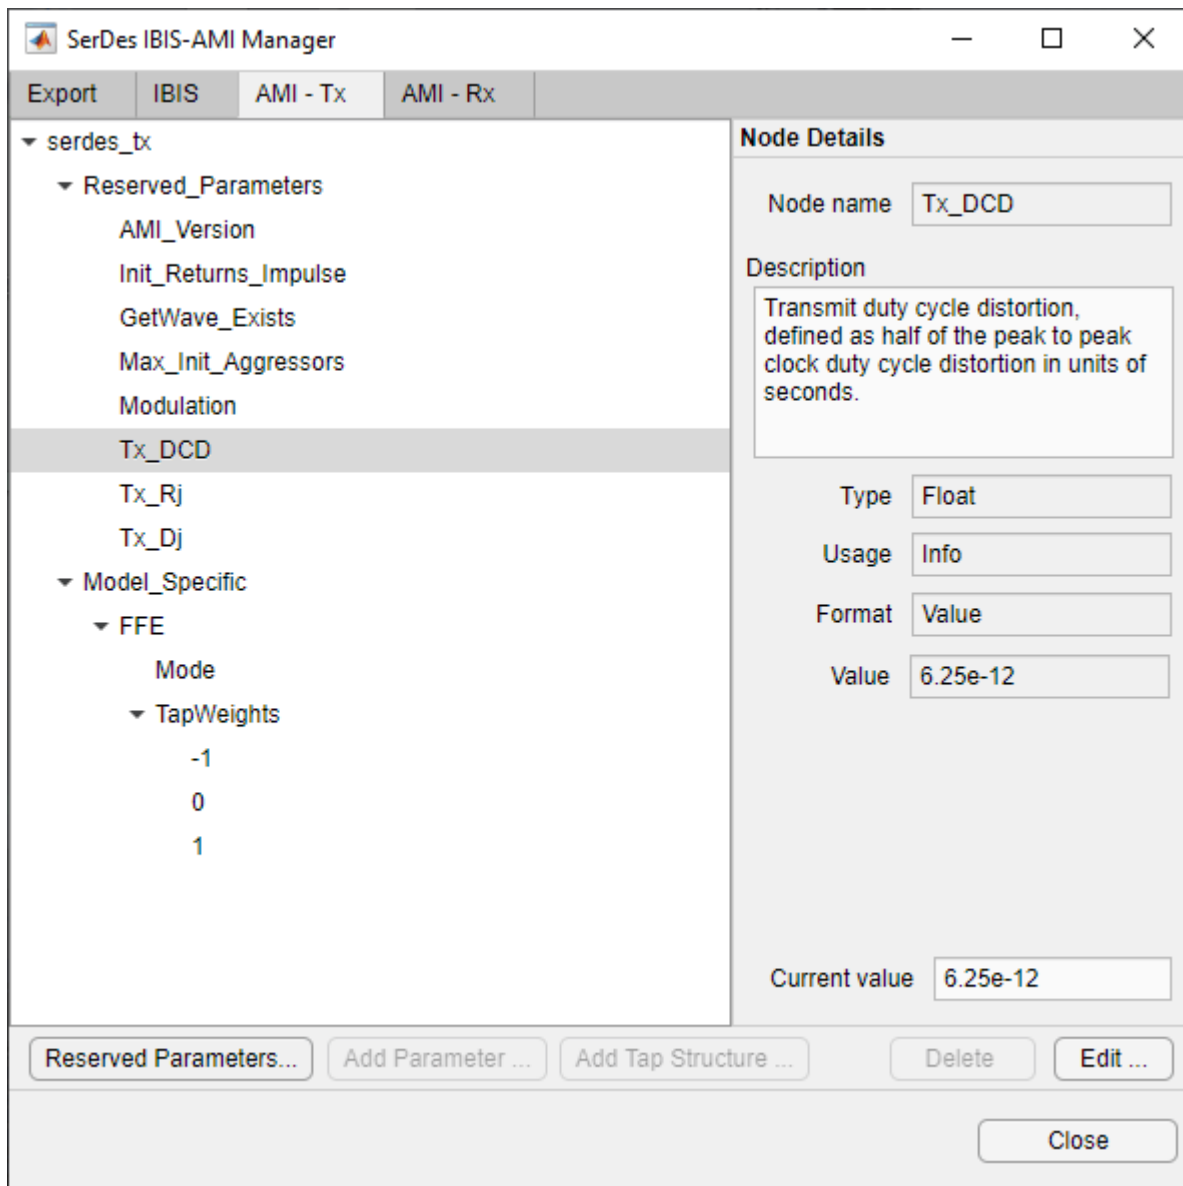 SerDes IBIS-AMI Manager
Export IBIS AMI - Tx AMI - Rx
serdes_tx
Reserved_Parameters
AMI_Version
Init_Returns_Impulse
GetWave_Exists
Max_Init_Aggressors
Modulation
Tx_DCD
Tx_Rj
Tx_Dj
Model_Specific
FFE
Mode
TapWeights
-1
0
1
Node Details
Node name Tx_DCD
Description
Transmit duty cycle distortion,
defined as half of the peak to peak
clock duty cycle distortion in units of
seconds.
Type Float
Usage Info
Format Value
Value 6.25e-12
Current value 6.25e-12
Reserved Parameters... Add Parameter ... Add Tap Structure ... Delete Edit ...
Close